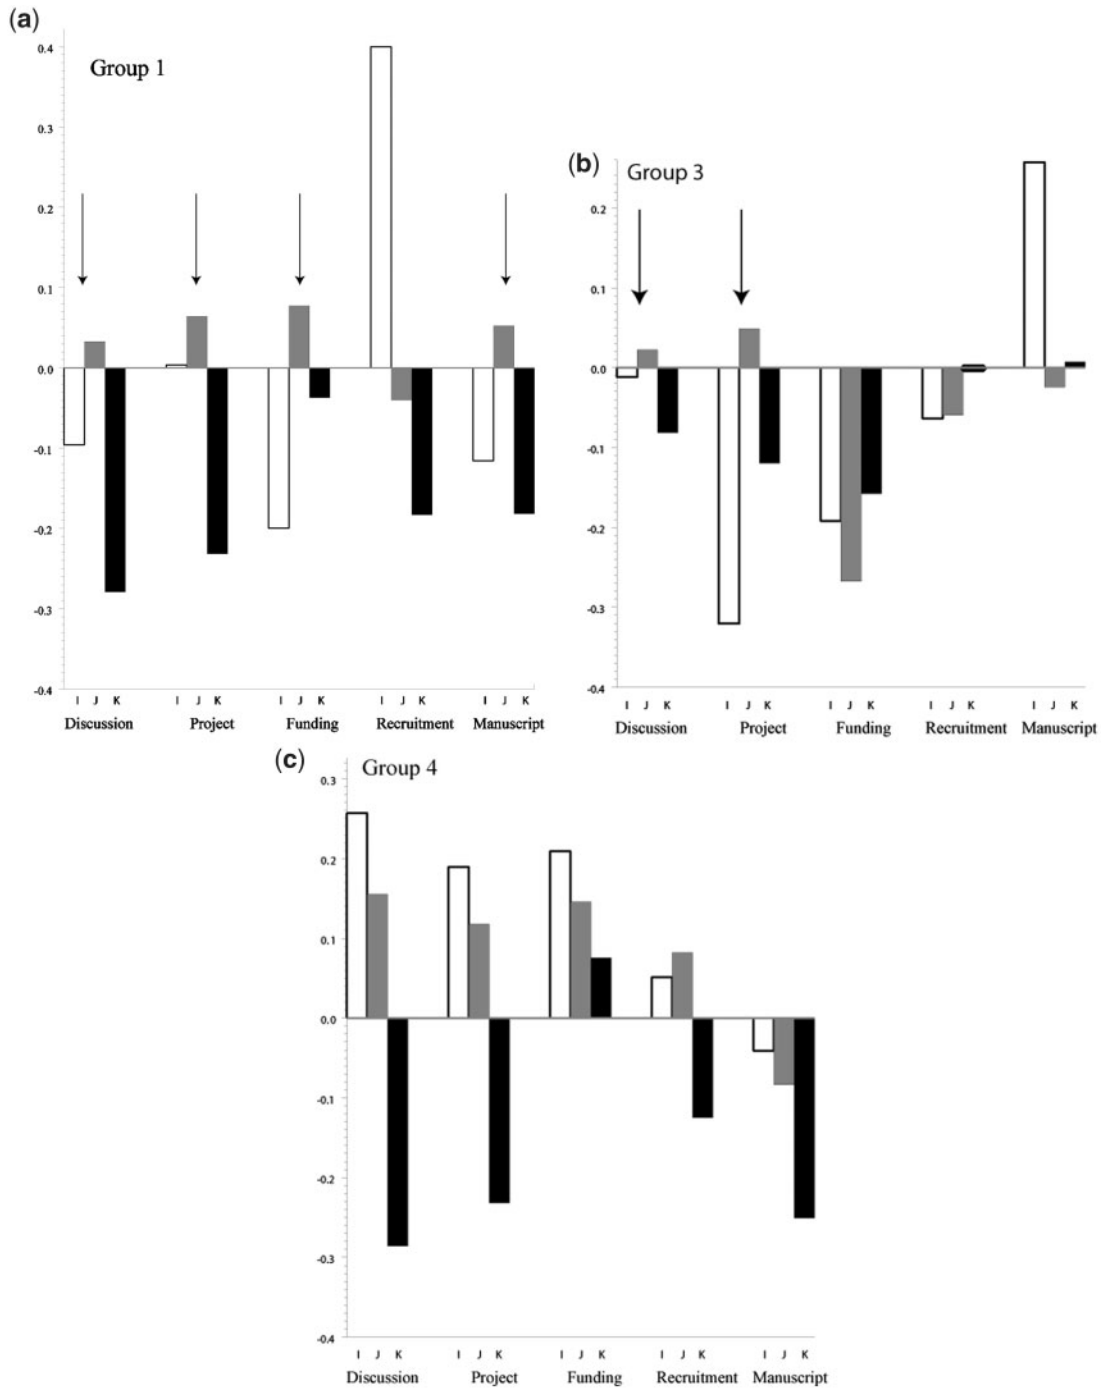 (a)
Group 1
0.4
0.3
0.2
0.1
0.0
-0.1
-0.2
-0.3
-0.4
I J K I J K I J K I J K I J K
Discussion Project Funding Recruitment Manuscript
(b)
Group 3
0.2
0.1
0.0
-0.1
-0.2
-0.3
-0.4
I J K I J K I J K I J K I J K
Discussion Project Funding Recruitment Manuscript
(c)
Group 4
0.3
0.2
0.1
0.0
-0.1
-0.2
-0.3
-0.4
I J K I J K I J K I J K I J K
Discussion Project Funding Recruitment Manuscript